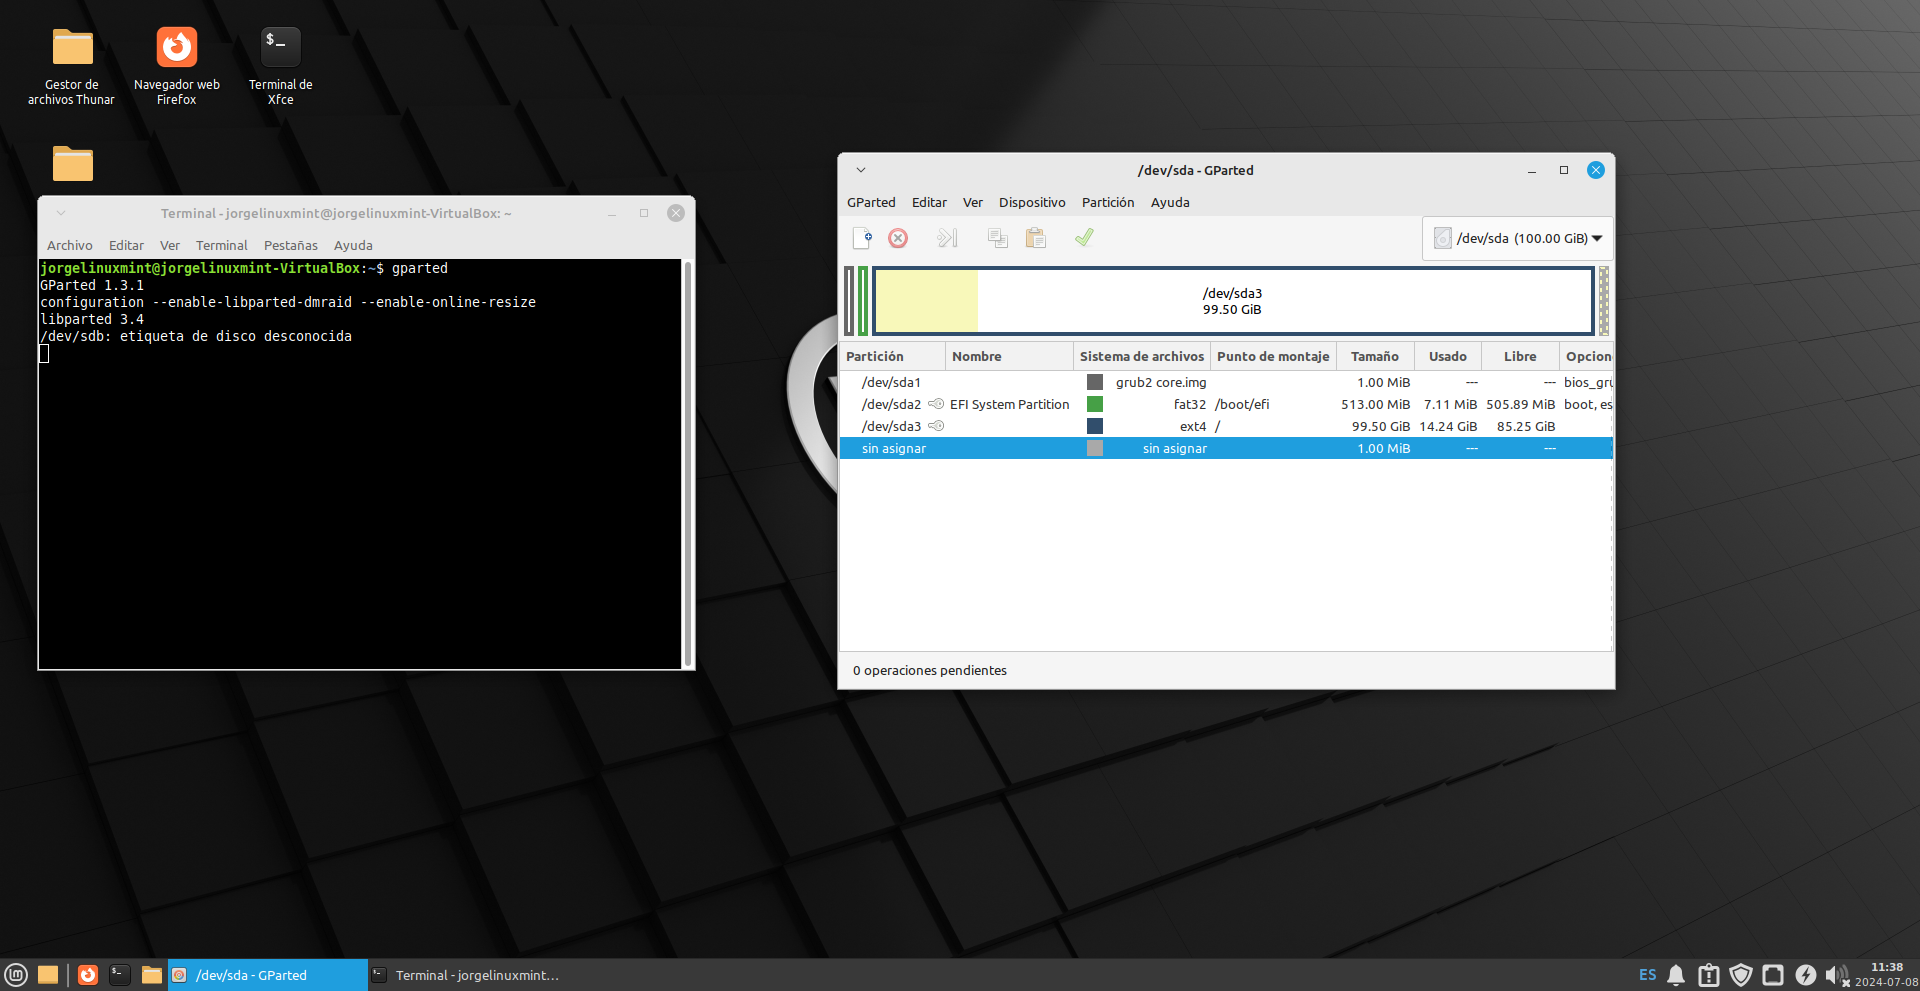 Gestor de
archivos Thunar
Navegador web
Firefox
$_
Terminal de
Xfce
Terminal - jorgelinuxmint@jorgelinuxmint-VirtualBox: ~
Archivo Editar Ver Terminal Pestañas Ayuda
jorgelinuxmint@jorgelinuxmint-VirtualBox:~$ gparted
GParted 1.3.1
configuration --enable-libparted-dmraid --enable-online-resize
libparted 3.4
/dev/sdb: etiqueta de disco desconocida
/dev/sda - GParted
GParted Editar Ver Dispositivo Partición Ayuda
/dev/sda (100.00 GiB)
/dev/sda3
99.50 GiB
Partición Nombre Sistema de archivos Punto de montaje Tamaño Usado Libre Opcion
/dev/sda1 grub2 core.img 1.00 MiB --- --- bios_gru
/dev/sda2 EFI System Partition fat32 /boot/efi 513.00 MiB 7.11 MiB 505.89 MiB boot, es
/dev/sda3 ext4 / 99.50 GiB 14.24 GiB 85.25 GiB
sin asignar sin asignar 1.00 MiB --- ---
0 operaciones pendientes
/dev/sda - GParted
Terminal - jorgelinuxmint...
ES
11:38
2024-07-08